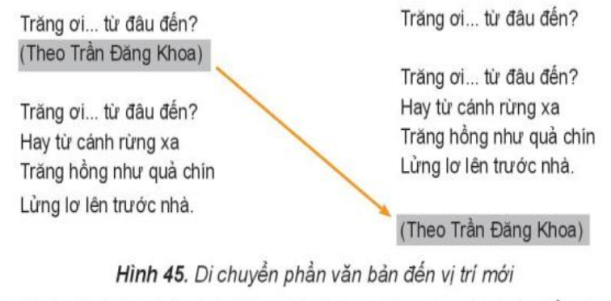 Trăng ơi... từ đâu đến?
(Theo Trần Đăng Khoa)
Trăng ơi... từ đâu đến?
Hay từ cánh rừng xa
Trăng hồng như quả chín
Lửng lơ lên trước nhà.
Trăng ơi... từ đâu đến?
Trăng ơi... từ đâu đến?
Hay từ cánh rừng xa
Trăng hồng như quả chín
Lửng lơ lên trước nhà.
(Theo Trần Đăng Khoa)
Hình 45. Di chuyển phần văn bản đến vị trí mới